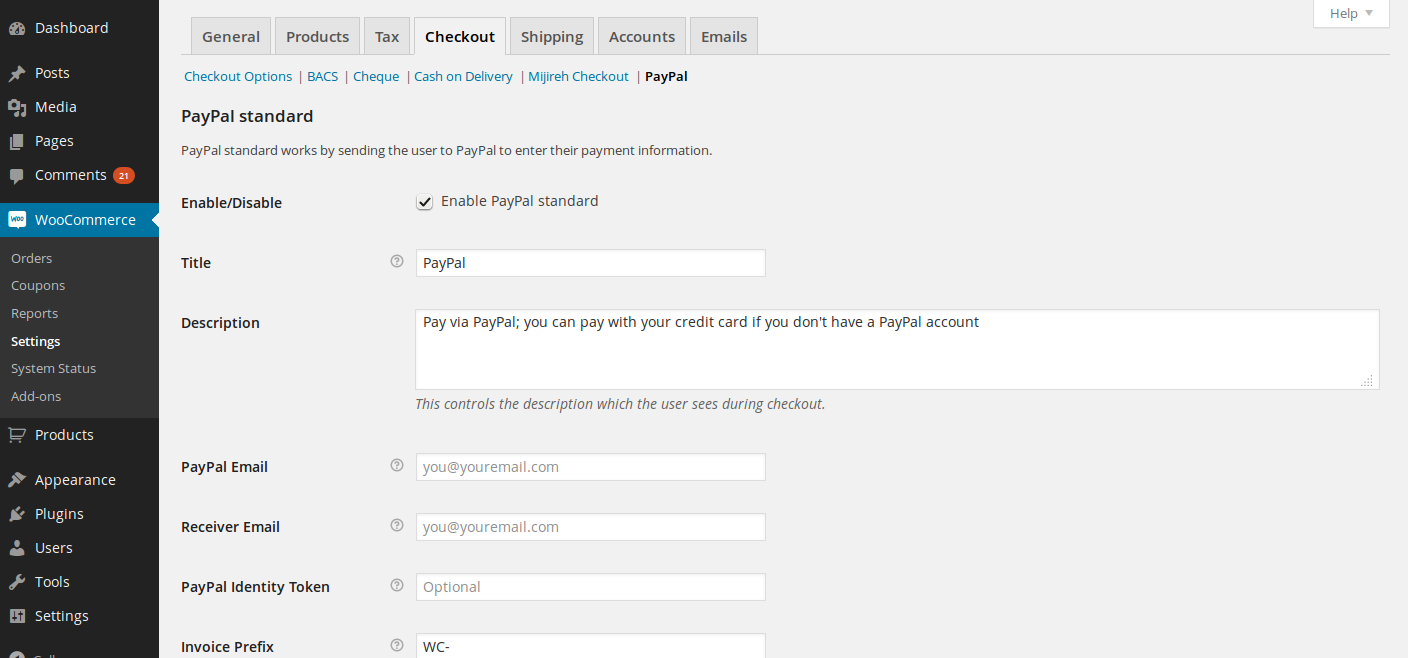 Dashboard
Posts
Media
Pages
Comments 21
WOO WooCommerce
Orders
Coupons
Reports
Settings
System Status
Add-ons
Products
Appearance
Plugins
Users
Tools
Settings
Help
General Products Tax Checkout Shipping Accounts Emails
Checkout Options | BACS | Cheque | Cash on Delivery | Mijireh Checkout | PayPal
PayPal standard
PayPal standard works by sending the user to PayPal to enter their payment information.
Enable/Disable Enable PayPal standard
Title ? PayPal
Description Pay via PayPal; you can pay with your credit card if you don't have a PayPal account
This controls the description which the user sees during checkout.
PayPal Email ? you@youremail.com
Receiver Email ? you@youremail.com
PayPal Identity Token ? Optional
Invoice Prefix ? WC-